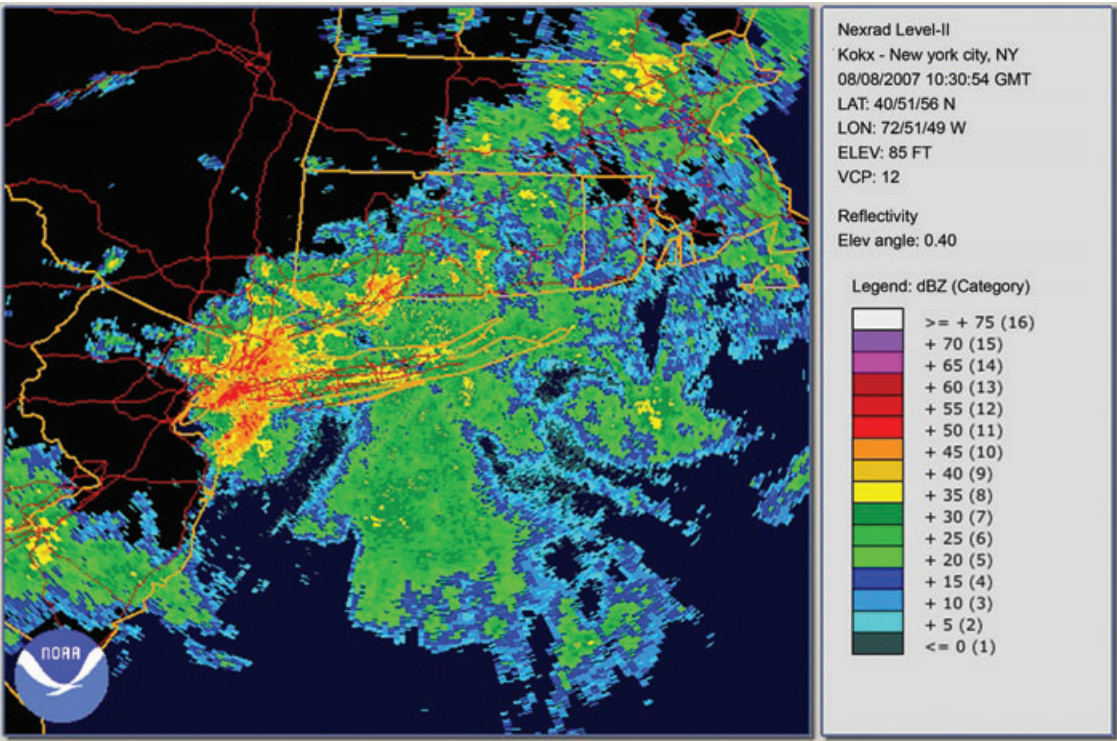 Nexrad Level-II
Kokx - New york city, NY
08/08/2007 10:30:54 GMT
LAT: 40/51/56 N
LON: 72/51/49 W
ELEV: 85 FT
VCP: 12
Reflectivity
Elev angle: 0.40
Legend: dBZ (Category)
>= + 75 (16)
+ 70 (15)
+ 65 (14)
+ 60 (13)
+ 55 (12)
+ 50 (11)
+ 45 (10)
+ 40 (9)
+ 35 (8)
+ 30 (7)
+ 25 (6)
+ 20 (5)
+ 15 (4)
+ 10 (3)
+ 5 (2)
<= 0 (1)
NOAA